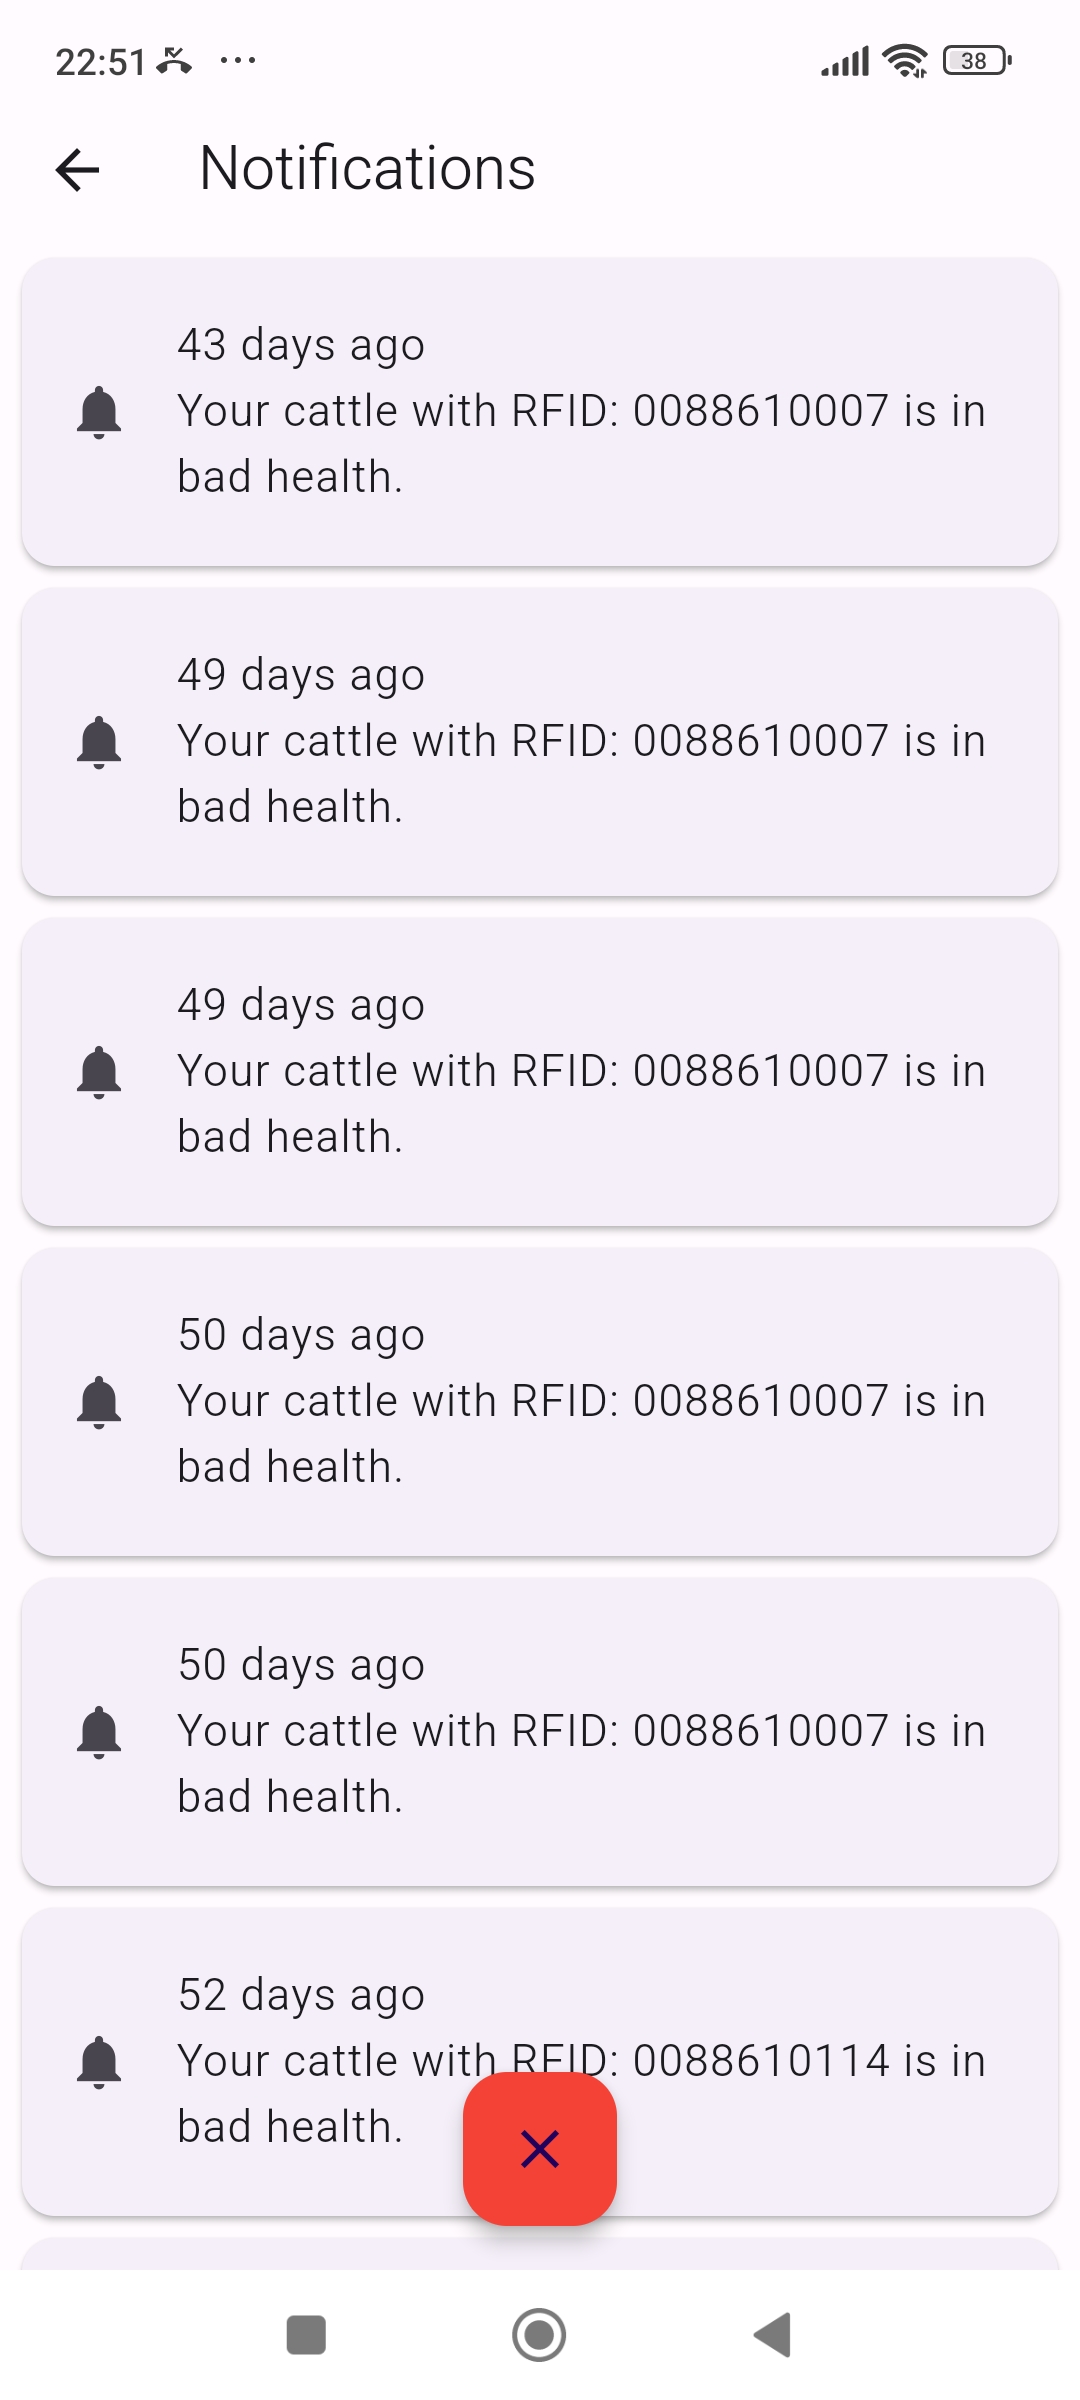 22:51
38
Notifications
43 days ago
Your cattle with RFID: 0088610007 is in
bad health.
49 days ago
Your cattle with RFID: 0088610007 is in
bad health.
49 days ago
Your cattle with RFID: 0088610007 is in
bad health.
50 days ago
Your cattle with RFID: 0088610007 is in
bad health.
50 days ago
Your cattle with RFID: 0088610007 is in
bad health.
52 days ago
Your cattle with RFID: 0088610114 is in
bad health.